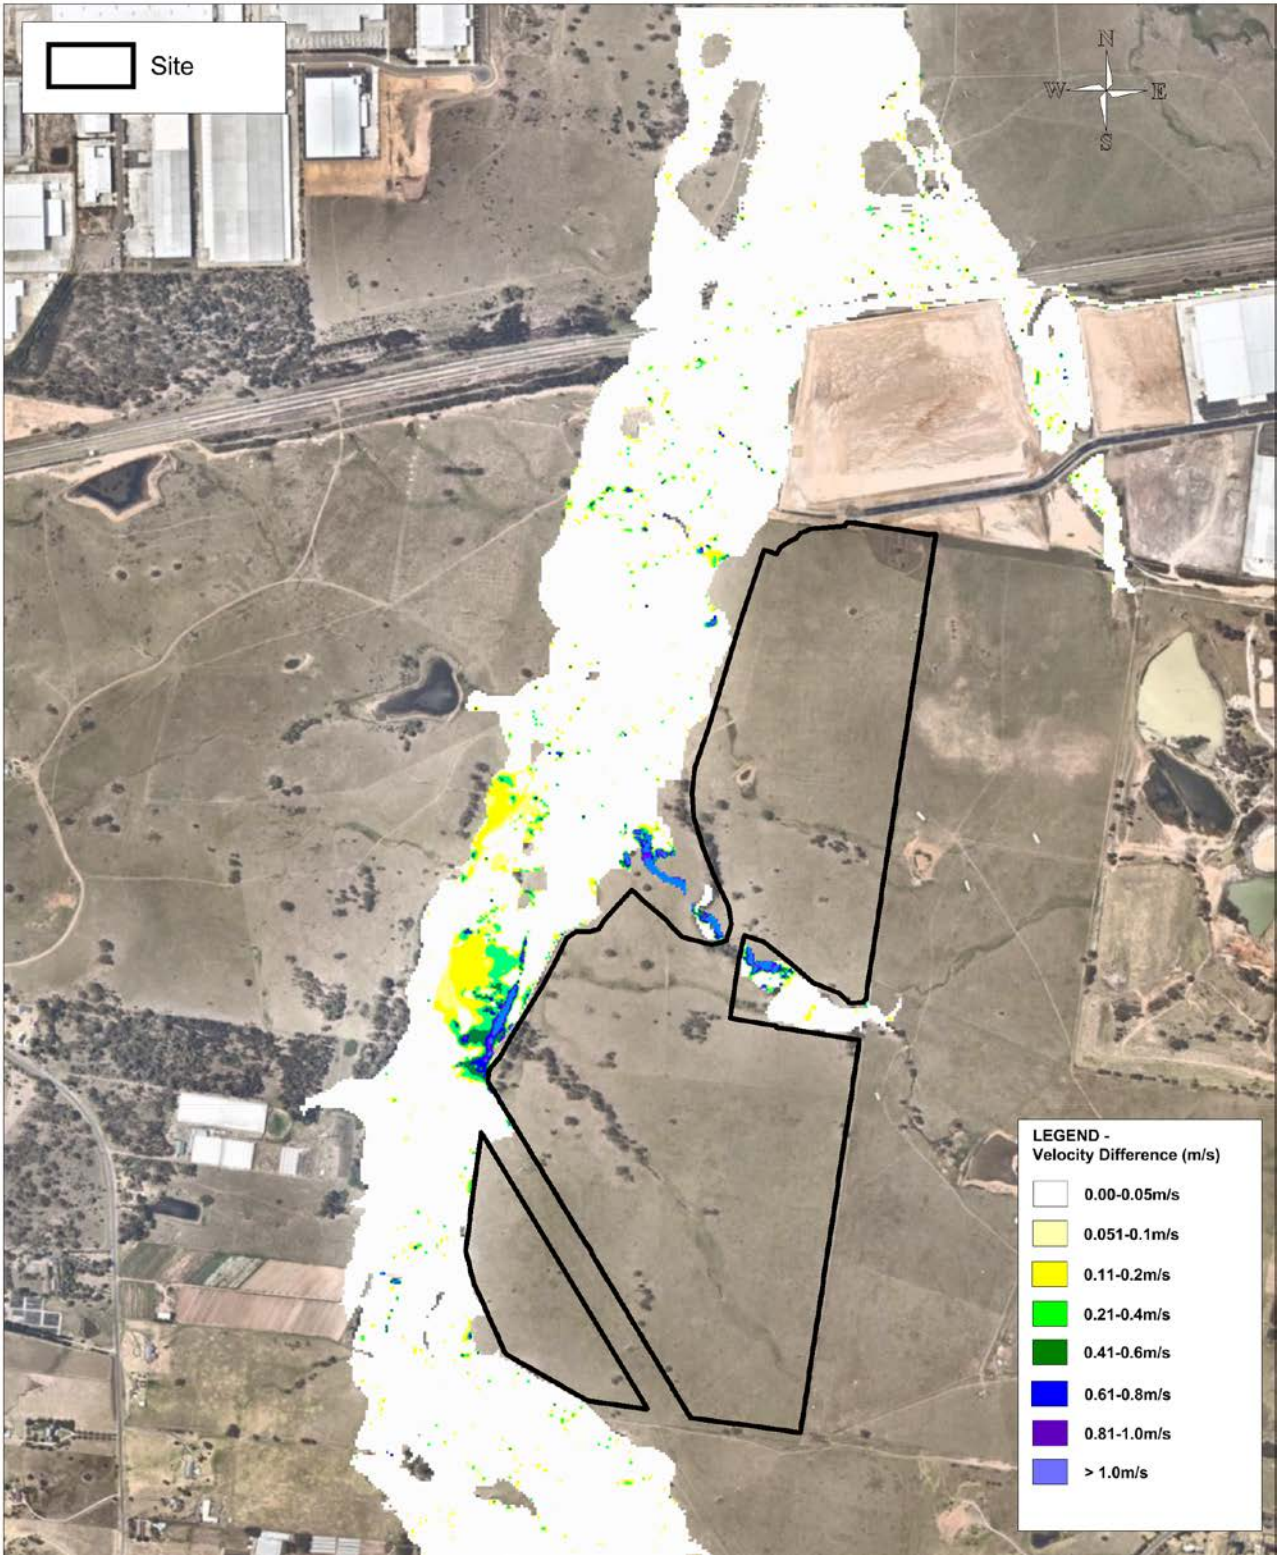 Site
N
W E
S
LEGEND -
Velocity Difference (m/s)
0.00-0.05m/s
0.051-0.1m/s
0.11-0.2m/s
0.21-0.4m/s
0.41-0.6m/s
0.61-0.8m/s
0.81-1.0m/s
> 1.0m/s